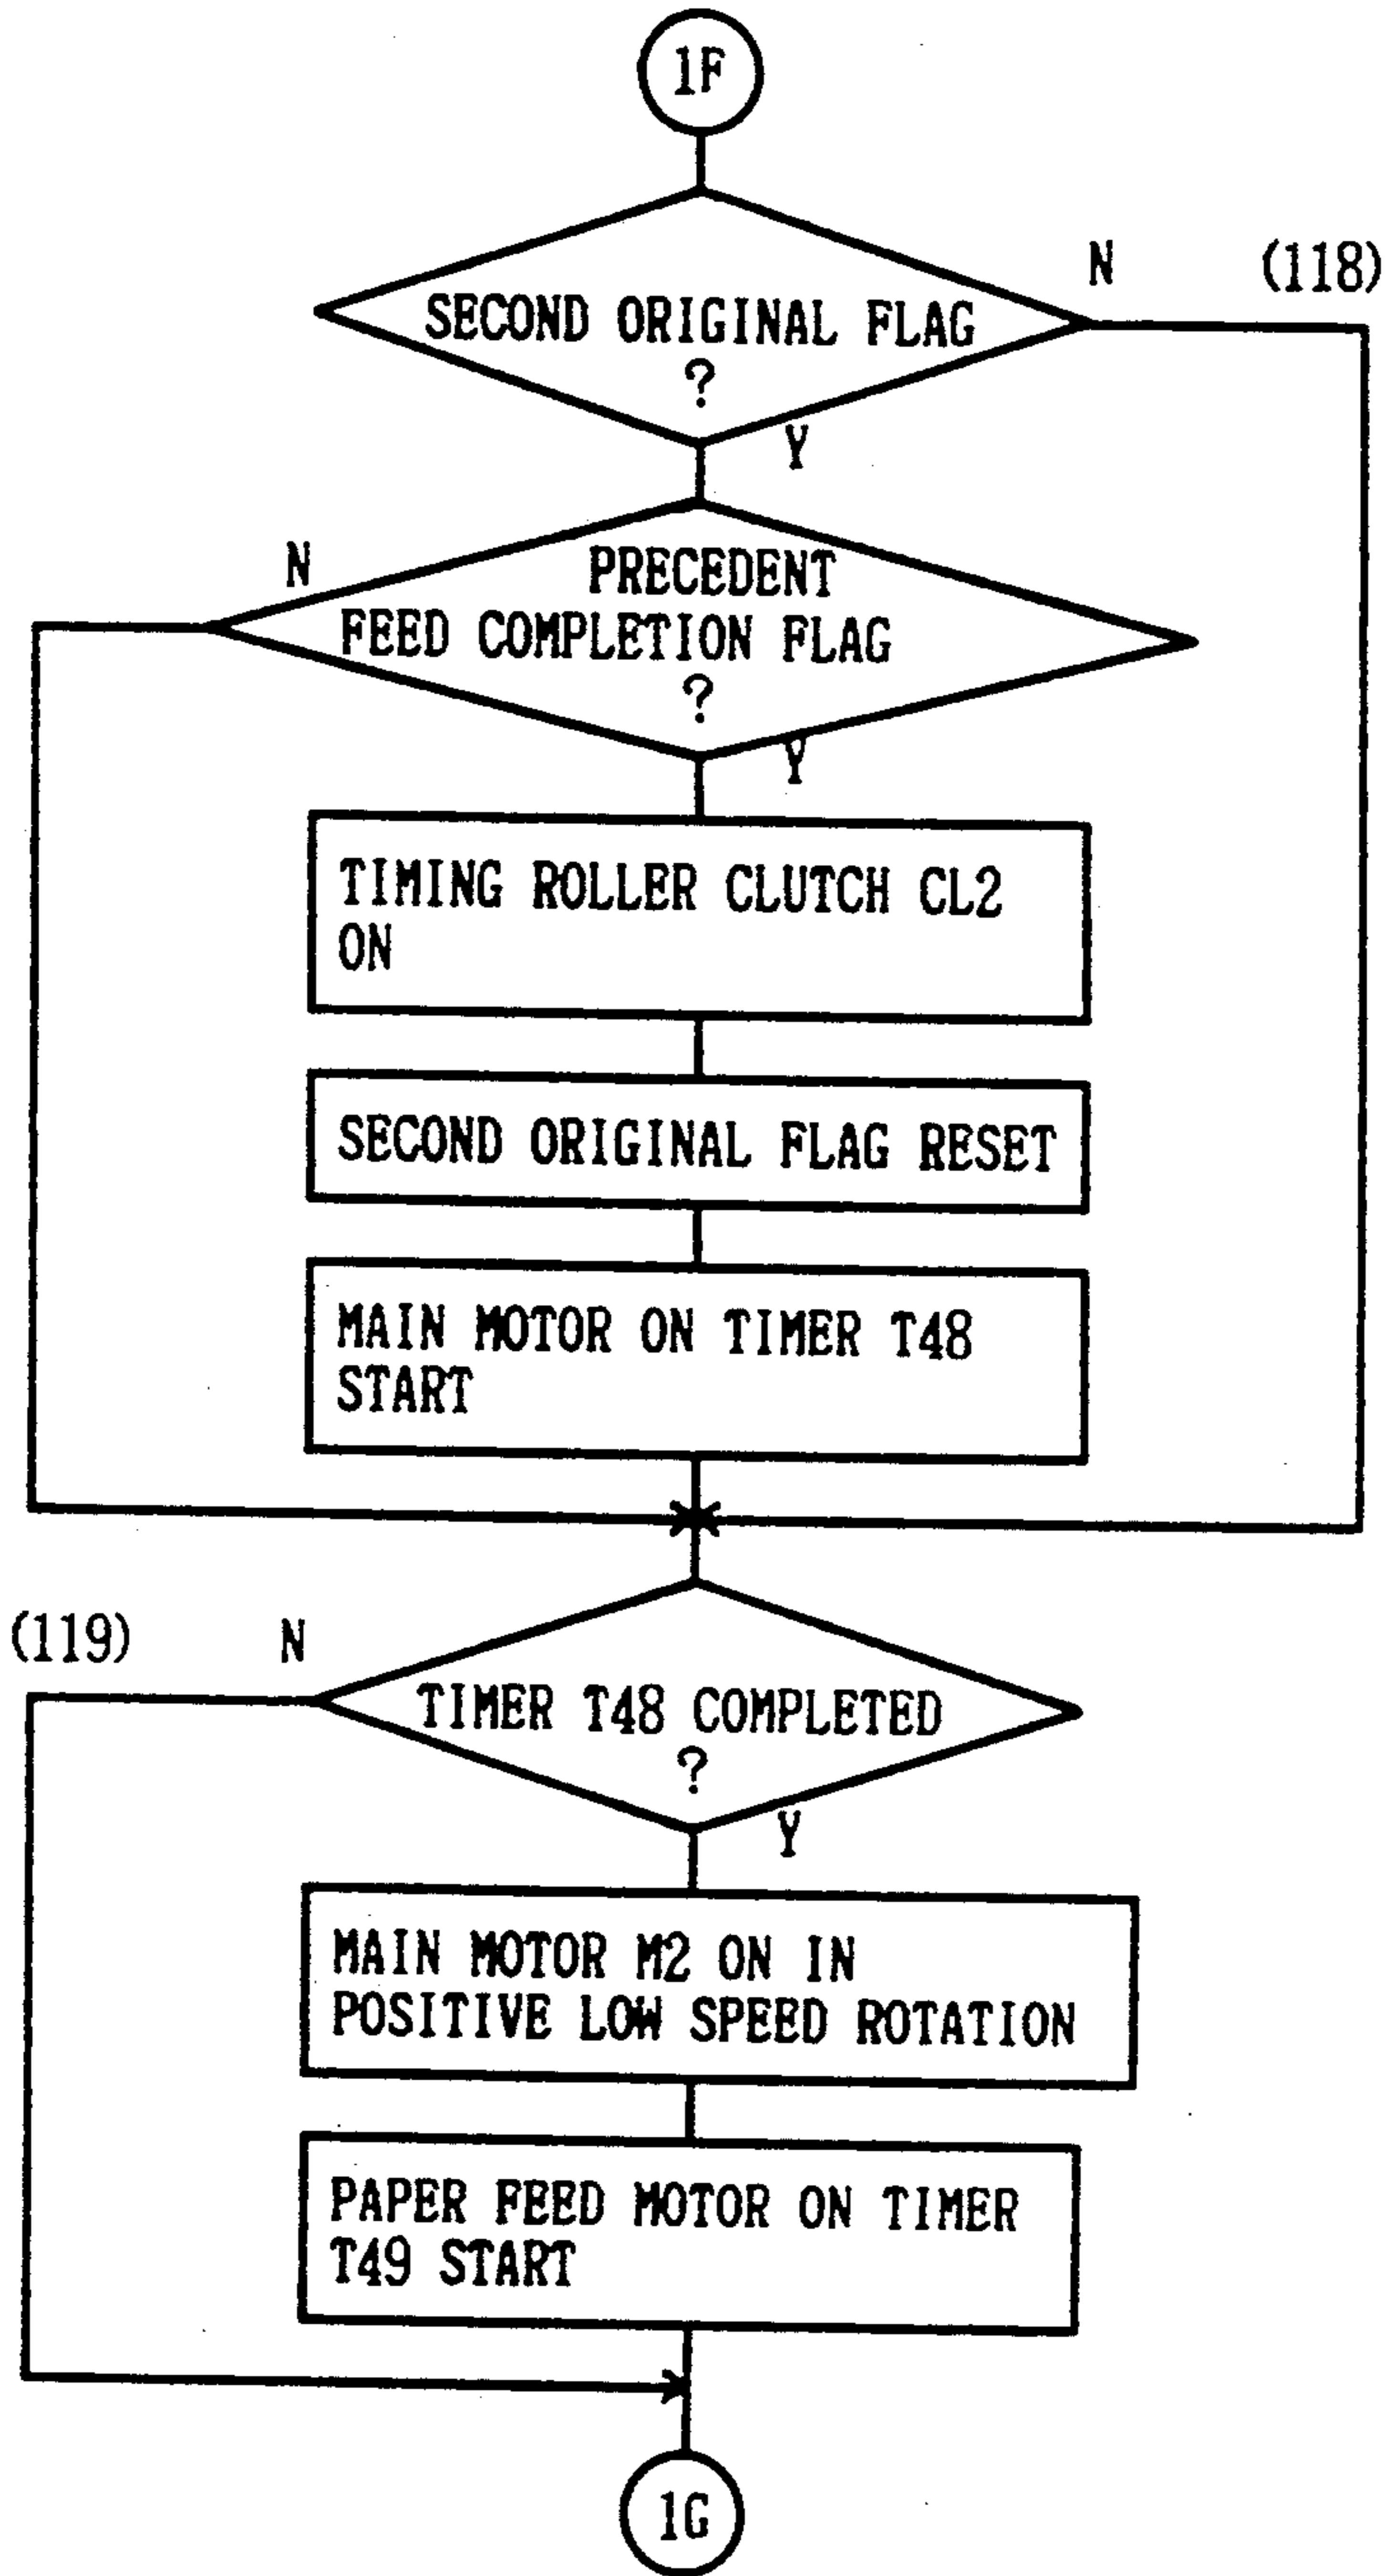 1F
N (118)
SECOND ORIGINAL FLAG
?
Y
N
PRECEDENT
FEED COMPLETION FLAG
?
Y
TIMING ROLLER CLUTCH CL2
ON
SECOND ORIGINAL FLAG RESET
MAIN MOTOR ON TIMER T48
START
(119) N
TIMER T48 COMPLETED
?
Y
MAIN MOTOR M2 ON IN
POSITIVE LOW SPEED ROTATION
PAPER FEED MOTOR ON TIMER
T49 START
1G